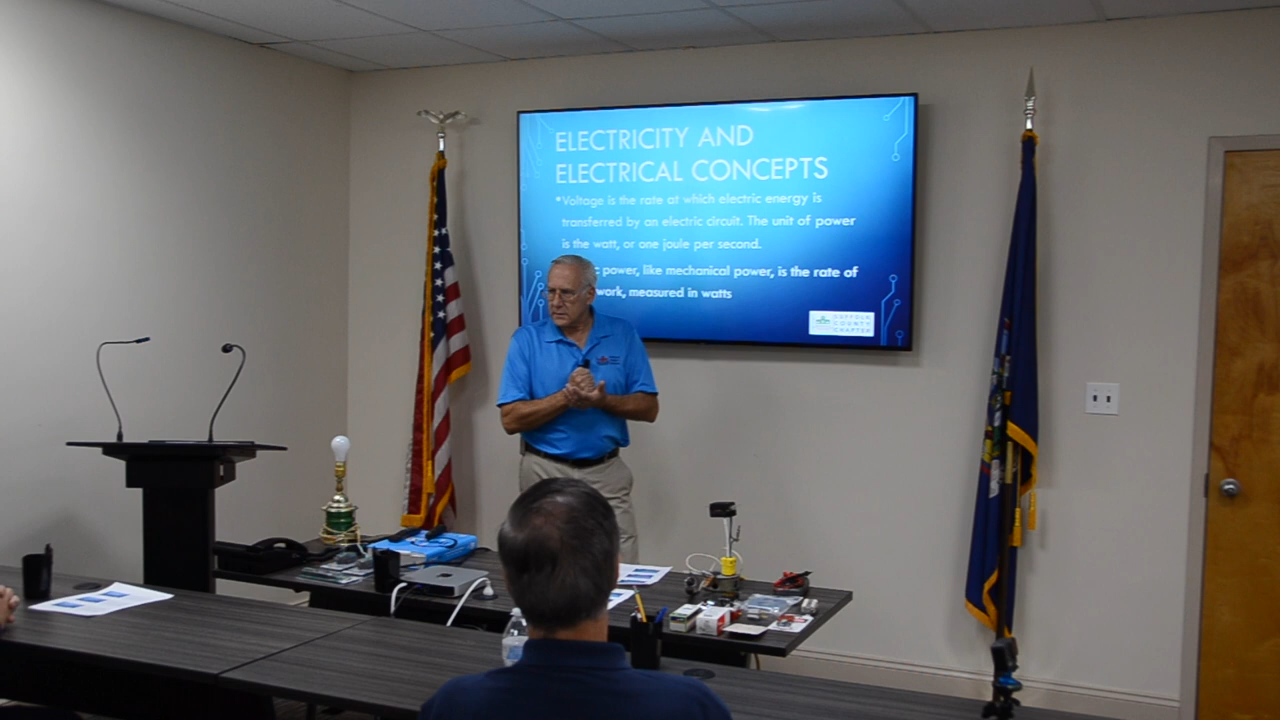 ELECTRICITY AND
ELECTRICAL CONCEPTS
*Voltage is the rate at which electric energy is
transferred by an electric circuit. The unit of power
is the watt, or one joule per second.
power, like mechanical power, is the rate of
work, measured in watts
SUFFOLK
COUNTY
CHAPTER